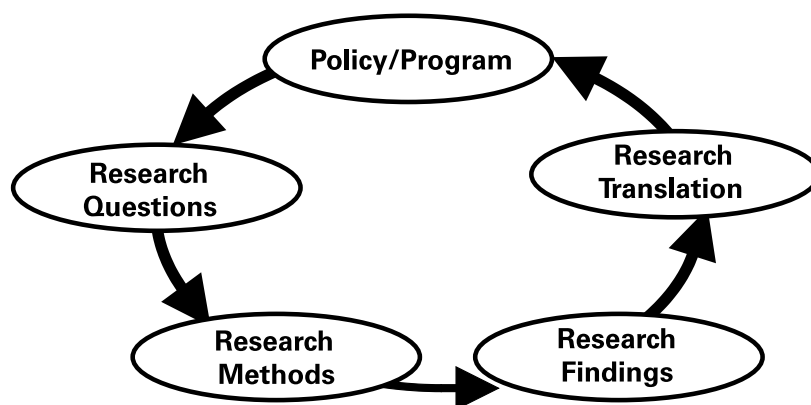 Policy/Program
Research
Questions
Research
Methods
Research
Findings
Research
Translation